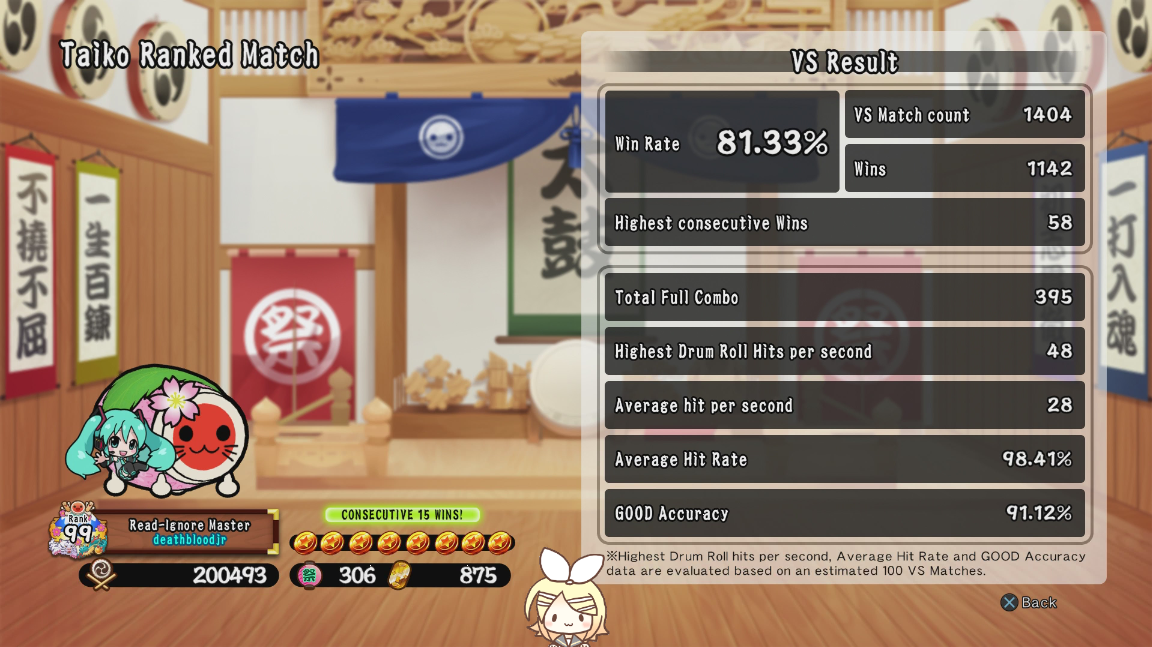 Taiko Ranked Match
VS Result
Win Rate 81.33%
VS Match count 1404
Wins 1142
Highest consecutive Wins 58
Total Full Combo 395
Highest Drum Roll Hits per second 48
Average hit per second 28
Average Hit Rate 98.41%
GOOD Accuracy 91.12%
※Highest Drum Roll hits per second, Average Hit Rate and GOOD Accuracy
data are evaluated based on an estimated 100 VS Matches.
Back
不撓不屈
一生百錬
祭
太鼓
一打入魂
Rank
99
Read-Ignore Master
deathbloodjr
CONSECUTIVE 15 WINS!
200493
祭 306
875